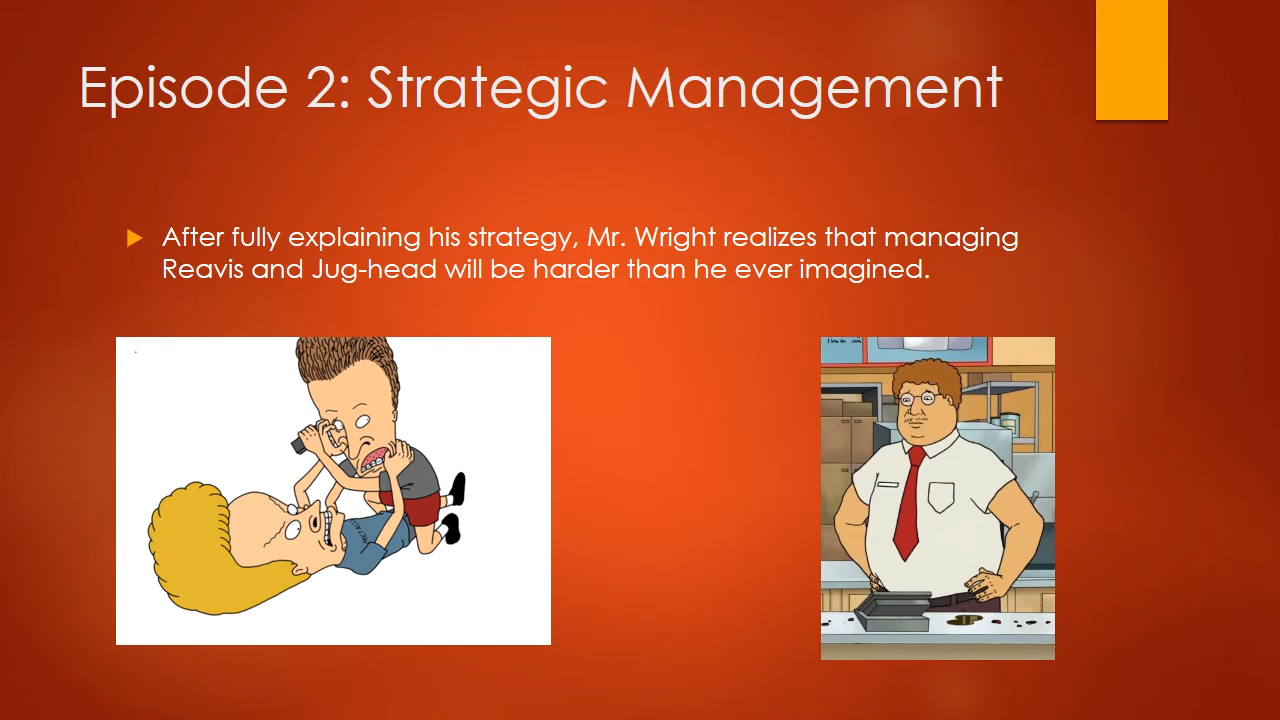 Episode 2: Strategic Management
After fully explaining his strategy, Mr. Wright realizes that managing
Reavis and Jug-head will be harder than he ever imagined.